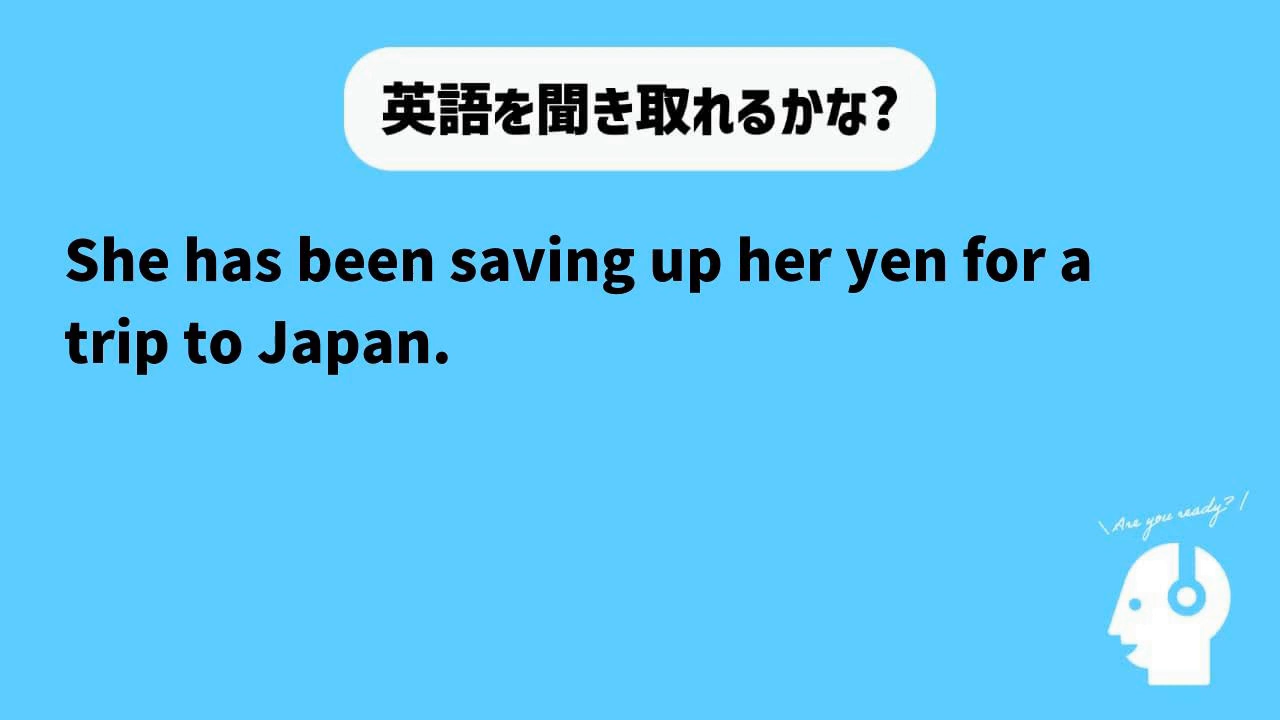 英語を聞き取れるかな?
She has been saving up her yen for a
trip to Japan.
\Are you ready?/